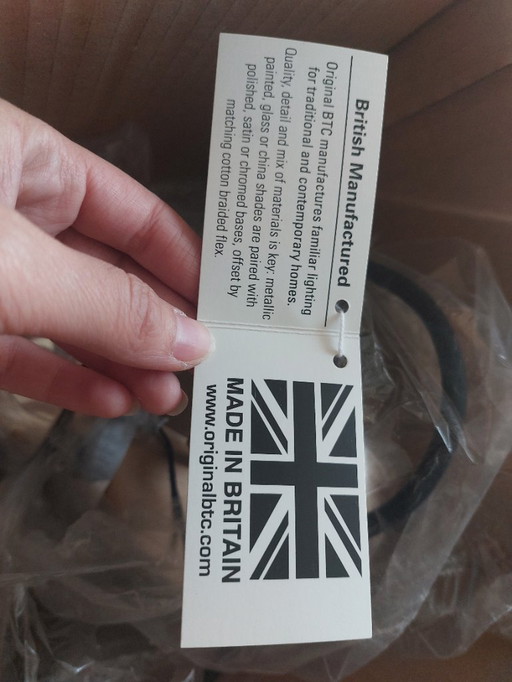 British Manufactured
Original BTC manufactures familiar lighting
for traditional and contemporary homes.
Quality, detail and mix of materials is key: metallic
painted, glass or china shades are paired with
polished, satin or chromed bases, offset by
matching cotton braided flex.
MADE IN BRITAIN
www.originalbtc.com